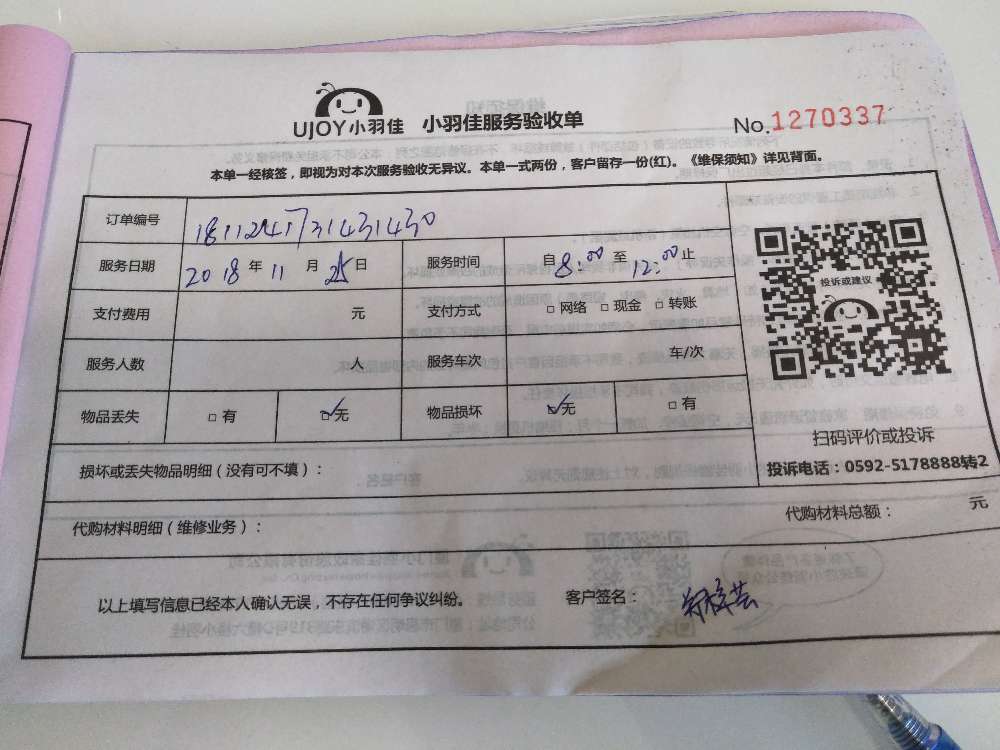 UJOY小羽佳 小羽佳服务验收单 No.1270337
本单一经核签，即视为对本次服务验收无异议。本单一式两份，客户留存一份(红)。《维保须知》详见背面。
订单编号 1811241731431430
服务日期 2018 年 11 月 25 日 服务时间 自 8:00 至 12:00 止
投诉或建议
支付费用 元 支付方式 □ 网络 □ 现金 □ 转账
服务人数 人 服务车次 车/次
物品丢失 □ 有 ☑ 无 物品损坏 ☑ 无 □ 有
扫码评价或投诉
投诉电话：0592-5178888转2
损坏或丢失物品明细（没有可不填）：
代购材料明细（维修业务）： 代购材料总额： 元
以上填写信息已经本人确认无误，不存在任何争议纠纷。 客户签名：